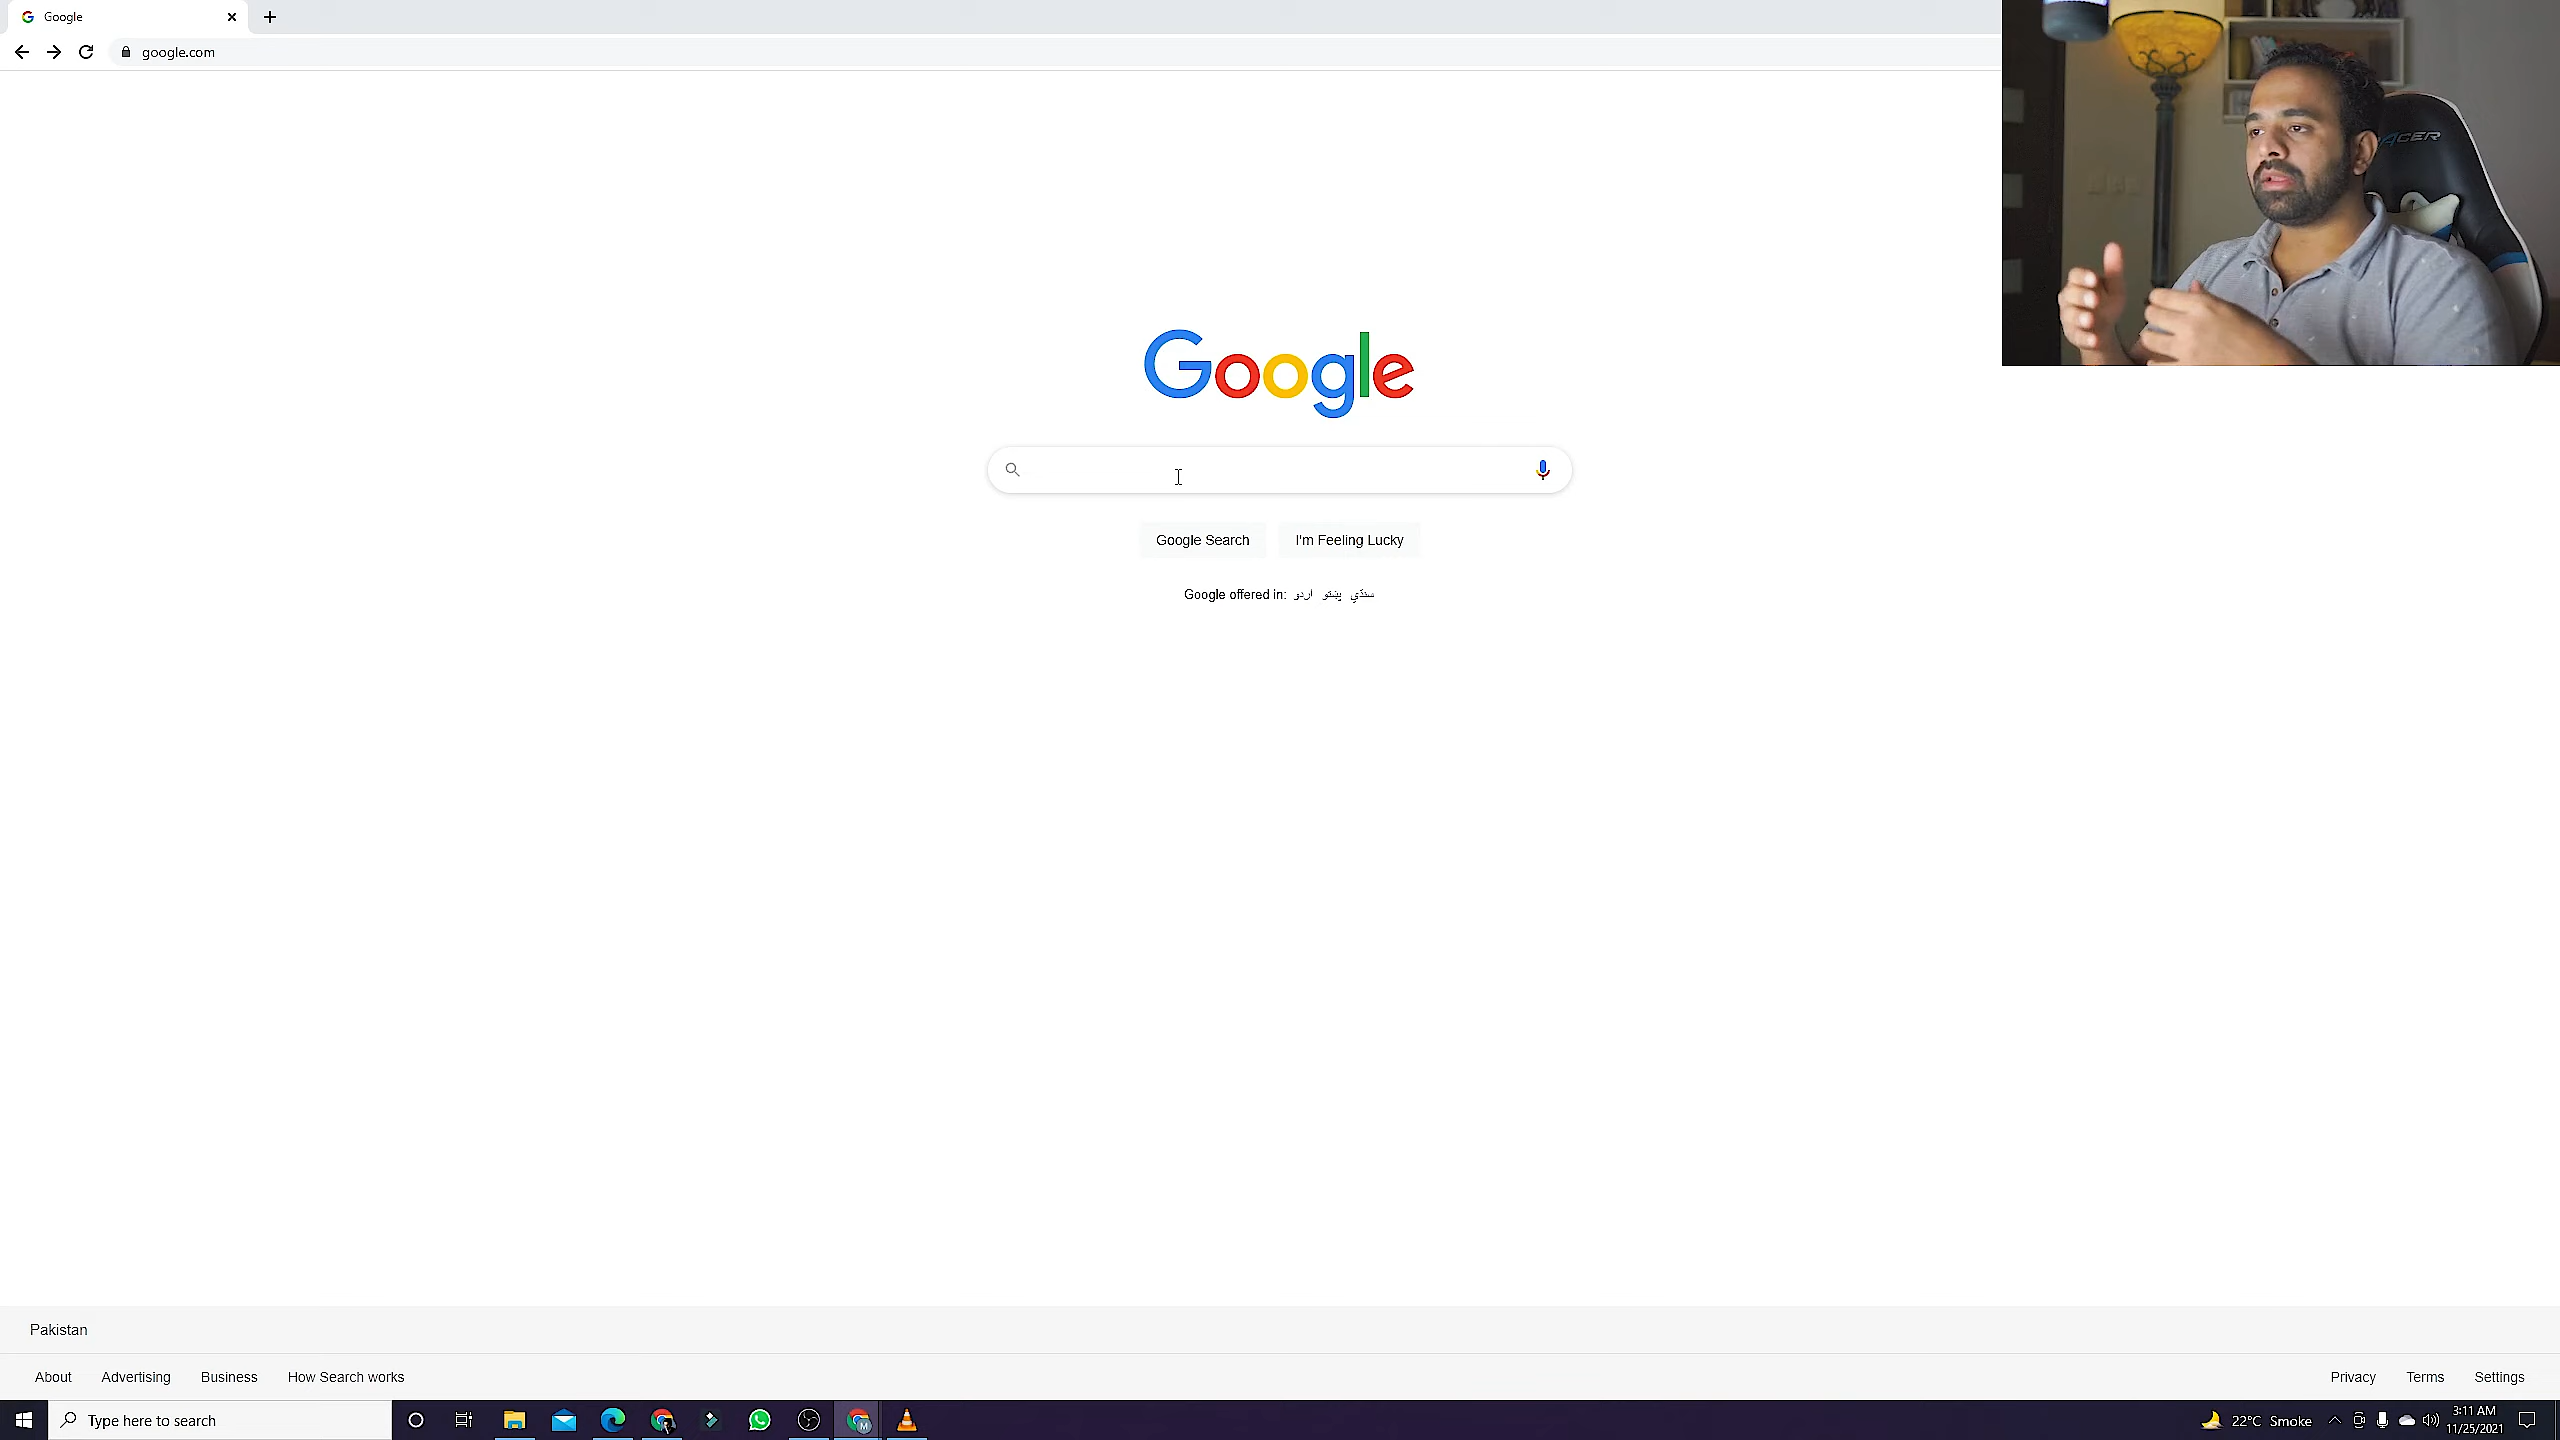 Google
google.com
ACER
Google
Google Search
I'm Feeling Lucky
Google offered in: اردو پښتو سنڌي
Pakistan
About
Advertising
Business
How Search works
Privacy
Terms
Settings
Type here to search
M
22°C Smoke
3:11 AM
11/25/2021